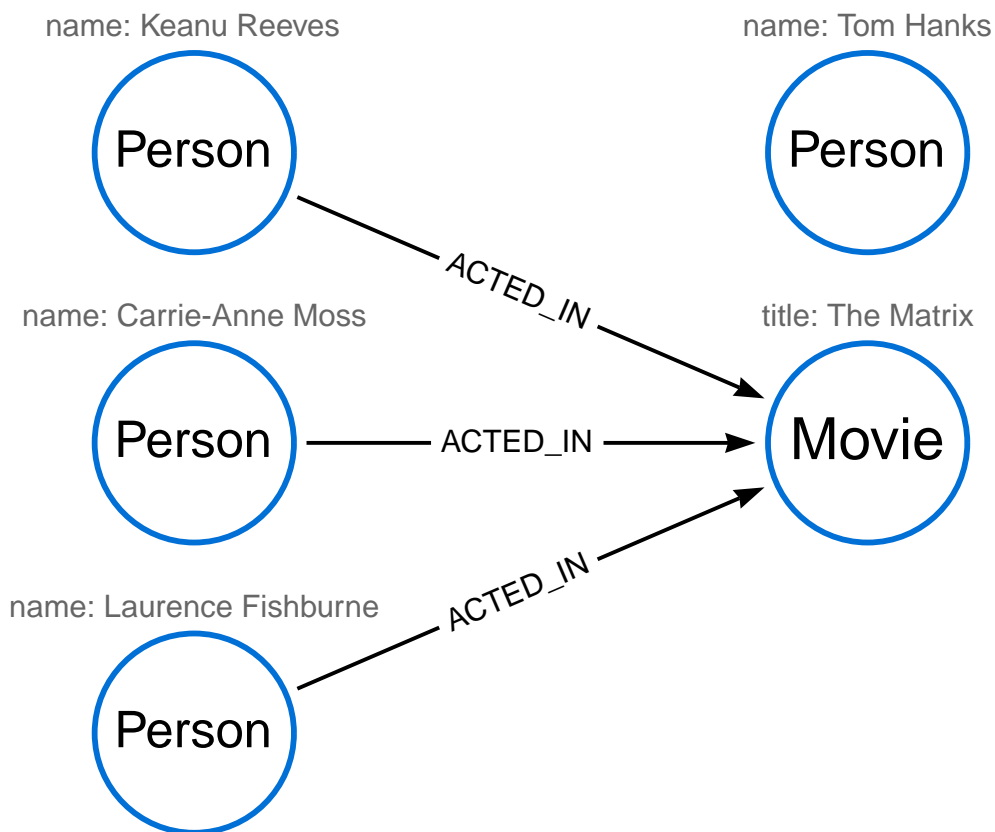 name: Keanu Reeves
name: Tom Hanks
Person
Person
ACTED_IN
name: Carrie-Anne Moss
title: The Matrix
Person
ACTED_IN
Movie
ACTED_IN
name: Laurence Fishburne
Person